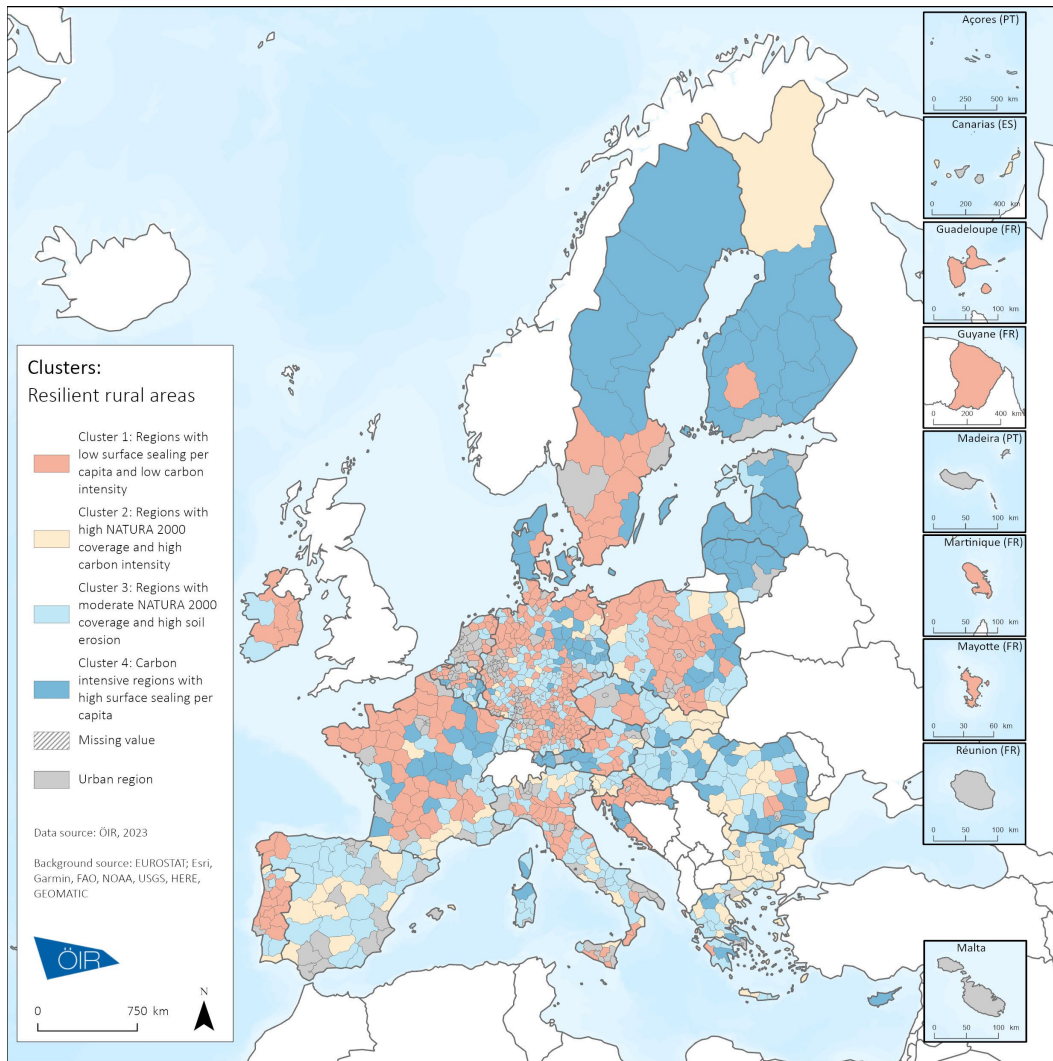 Clusters:
Resilient rural areas
Cluster 1: Regions with
low surface sealing per
capita and low carbon
intensity
Cluster 2: Regions with
high NATURA 2000
coverage and high
carbon intensity
Cluster 3: Regions with
moderate NATURA 2000
coverage and high soil
erosion
Cluster 4: Carbon
intensive regions with
high surface sealing per
capita
Missing value
Urban region
Data source: ÖIR, 2023
Background source: EUROSTAT; Esri,
Garmin, FAO, NOAA, USGS, HERE,
GEOMATIC
ÖIR
N
0 750 km
Açores (PT)
0 250 500 km
Canarias (ES)
0 200 400 km
Guadeloupe (FR)
0 50 100 km
Guyane (FR)
0 200 400 km
Madeira (PT)
0 50 100 km
Martinique (FR)
0 50 100 km
Mayotte (FR)
0 30 60 km
Réunion (FR)
0 50 100 km
Malta
0 50 100 km